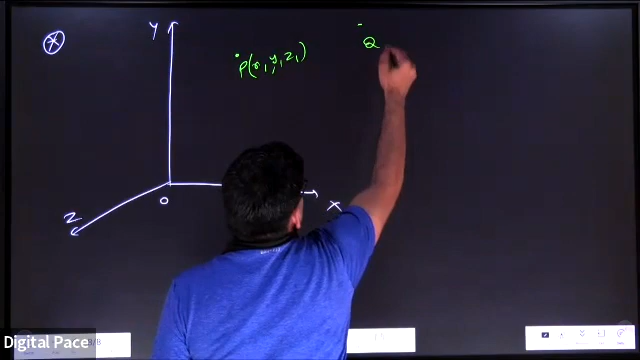 Y
P(x₁, y₁, z₁)
Q
O
X
Z
Digital Pace